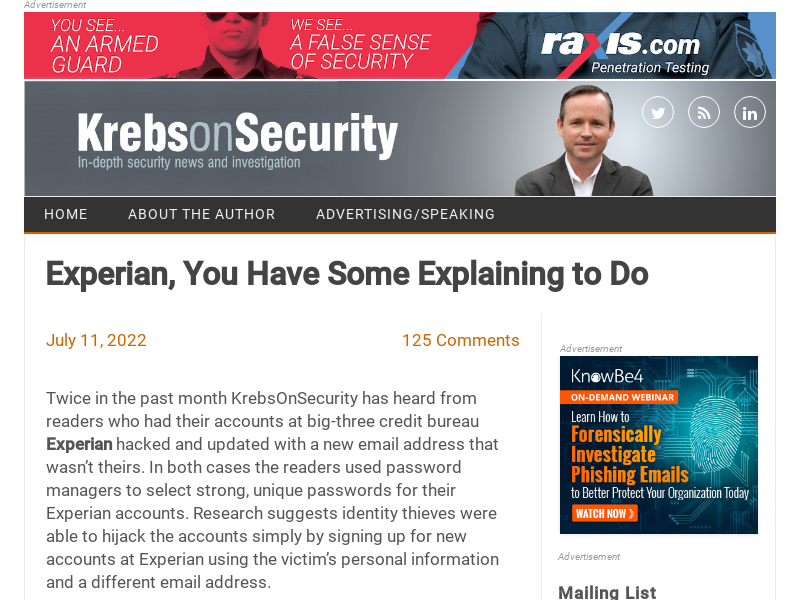 Advertisement
YOU SEE...
AN ARMED
GUARD
WE SEE...
A FALSE SENSE
OF SECURITY
raxis.com
Penetration Testing
KrebsonSecurity
In-depth security news and investigation
HOME ABOUT THE AUTHOR ADVERTISING/SPEAKING
Experian, You Have Some Explaining to Do
July 11, 2022 125 Comments
Twice in the past month KrebsOnSecurity has heard from
readers who had their accounts at big-three credit bureau
Experian hacked and updated with a new email address that
wasn’t theirs. In both cases the readers used password
managers to select strong, unique passwords for their
Experian accounts. Research suggests identity thieves were
able to hijack the accounts simply by signing up for new
accounts at Experian using the victim’s personal information
and a different email address.
Advertisement
KnowBe4
ON-DEMAND WEBINAR
Learn How to
Forensically
Investigate
Phishing Emails
to Better Protect Your Organization Today
WATCH NOW
Advertisement
Mailing List